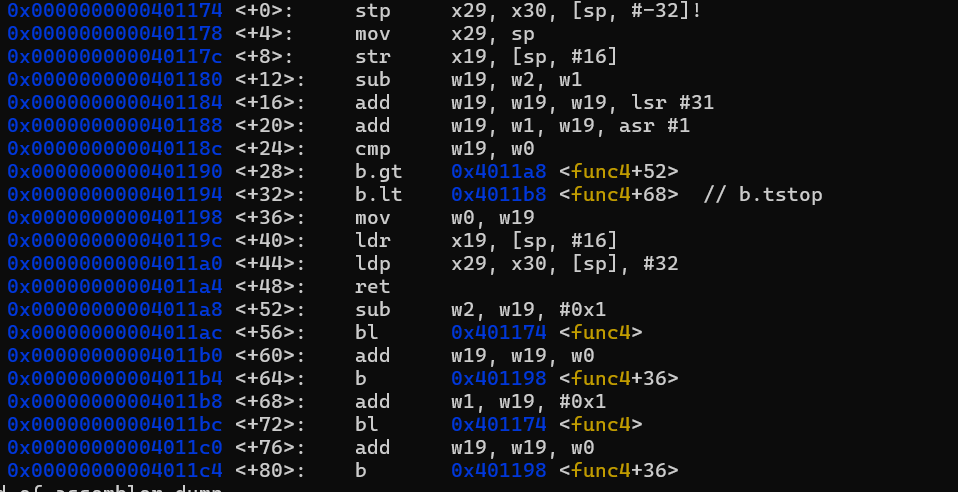 0x0000000000401174 <+0>: stp x29, x30, [sp, #-32]!
0x0000000000401178 <+4>: mov x29, sp
0x000000000040117c <+8>: str x19, [sp, #16]
0x0000000000401180 <+12>: sub w19, w2, w1
0x0000000000401184 <+16>: add w19, w19, w19, lsr #31
0x0000000000401188 <+20>: add w19, w1, w19, asr #1
0x000000000040118c <+24>: cmp w19, w0
0x0000000000401190 <+28>: b.gt 0x4011a8 <func4+52>
0x0000000000401194 <+32>: b.lt 0x4011b8 <func4+68> // b.tstop
0x0000000000401198 <+36>: mov w0, w19
0x000000000040119c <+40>: ldr x19, [sp, #16]
0x00000000004011a0 <+44>: ldp x29, x30, [sp], #32
0x00000000004011a4 <+48>: ret
0x00000000004011a8 <+52>: sub w2, w19, #0x1
0x00000000004011ac <+56>: bl 0x401174 <func4>
0x00000000004011b0 <+60>: add w19, w19, w0
0x00000000004011b4 <+64>: b 0x401198 <func4+36>
0x00000000004011b8 <+68>: add w1, w19, #0x1
0x00000000004011bc <+72>: bl 0x401174 <func4>
0x00000000004011c0 <+76>: add w19, w19, w0
0x00000000004011c4 <+80>: b 0x401198 <func4+36>
of assembler dump